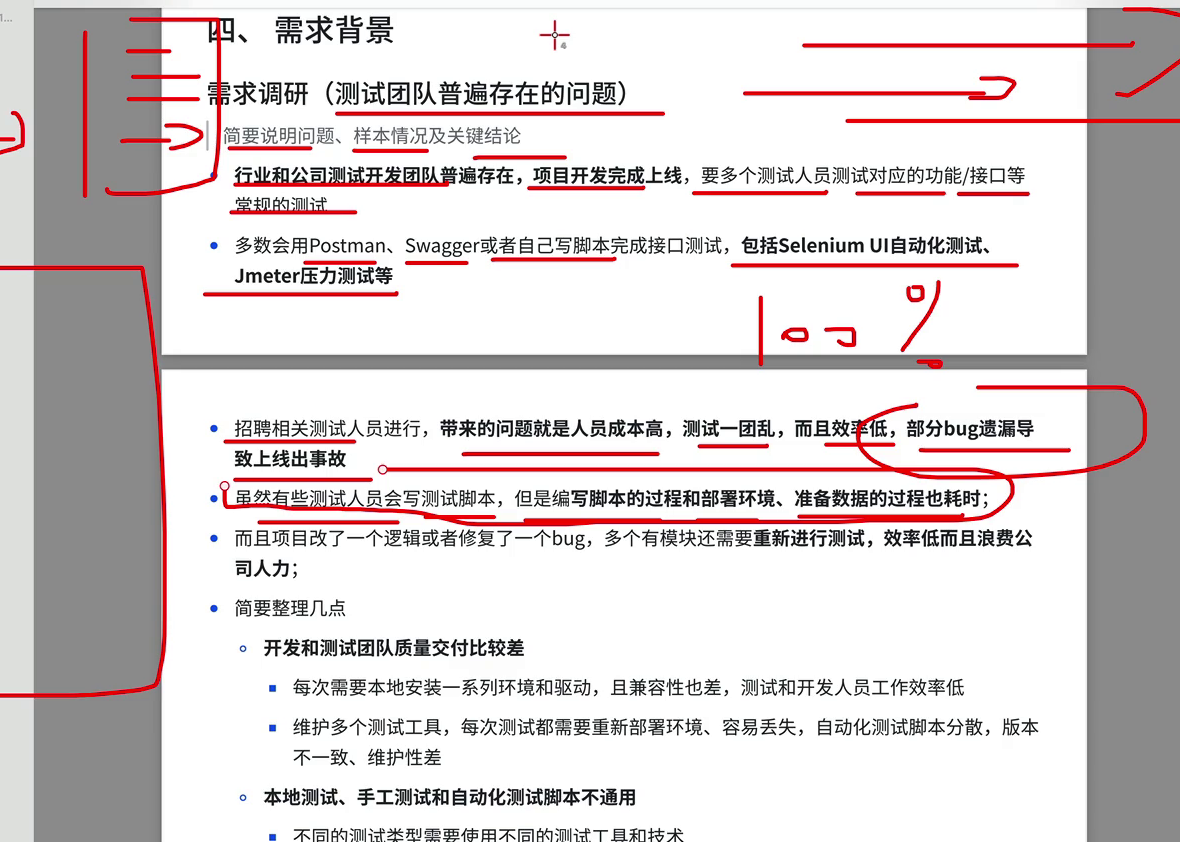 1...
四、 需求背景
4
需求调研（测试团队普遍存在的问题）
简要说明问题、样本情况及关键结论
行业和公司测试开发团队普遍存在，项目开发完成上线，要多个测试人员测试对应的功能/接口等
常规的测试
多数会用Postman、Swagger或者自己写脚本完成接口测试，包括Selenium UI自动化测试、
Jmeter压力测试等
100 %
招聘相关测试人员进行，带来的问题就是人员成本高，测试一团乱，而且效率低，部分bug遗漏导
致上线出事故
虽然有些测试人员会写测试脚本，但是编写脚本的过程和部署环境、准备数据的过程也耗时；
而且项目改了一个逻辑或者修复了一个bug，多个有模块还需要重新进行测试，效率低而且浪费公
司人力；
简要整理几点
开发和测试团队质量交付比较差
每次需要本地安装一系列环境和驱动，且兼容性也差，测试和开发人员工作效率低
维护多个测试工具，每次测试都需要重新部署环境、容易丢失，自动化测试脚本分散，版本
不一致、维护性差
本地测试、手工测试和自动化测试脚本不通用
不同的测试类型需要使用不同的测试工具和技术